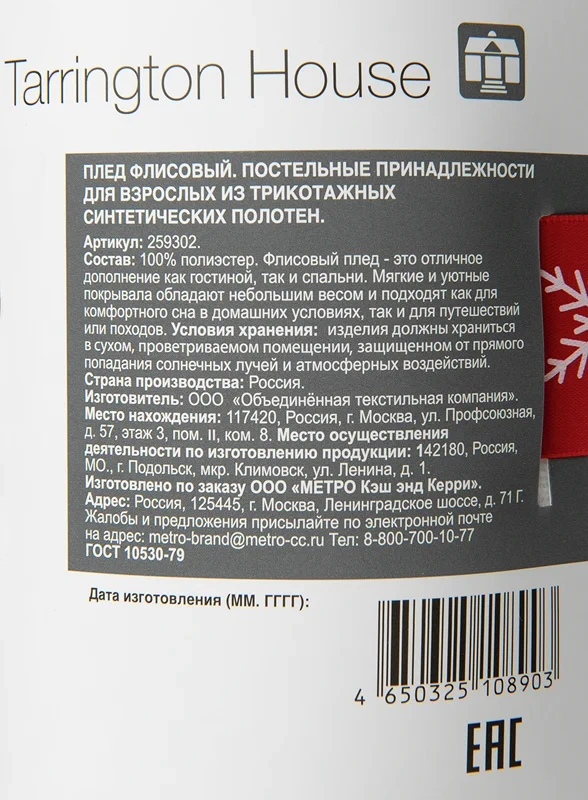 Tarrington House
ПЛЕД ФЛИСОВЫЙ. ПОСТЕЛЬНЫЕ ПРИНАДЛЕЖНОСТИ
ДЛЯ ВЗРОСЛЫХ ИЗ ТРИКОТАЖНЫХ
СИНТЕТИЧЕСКИХ ПОЛОТЕН.
Артикул: 259302.
Состав: 100% полиэстер. Флисовый плед - это отличное
дополнение как гостиной, так и спальни. Мягкие и уютные
покрывала обладают небольшим весом и подходят как для
комфортного сна в домашних условиях, так и для путешествий
или походов. Условия хранения: изделия должны храниться
в сухом, проветриваемом помещении, защищенном от прямого
попадания солнечных лучей и атмосферных воздействий.
Страна производства: Россия.
Изготовитель: ООО «Объединённая текстильная компания».
Место нахождения: 117420, Россия, г. Москва, ул. Профсоюзная,
д. 57, этаж 3, пом. II, ком. 8. Место осуществления
деятельности по изготовлению продукции: 142180, Россия,
МО., г. Подольск, мкр. Климовск, ул. Ленина, д. 1.
Изготовлено по заказу ООО «МЕТРО Кэш энд Керри».
Адрес: Россия, 125445, г. Москва, Ленинградское шоссе, д. 71 Г.
Жалобы и предложения присылайте по электронной почте
на адрес: metro-brand@metro-cc.ru Тел: 8-800-700-10-77
ГОСТ 10530-79
Дата изготовления (ММ. ГГГГ):
4 650325 108903
EAC